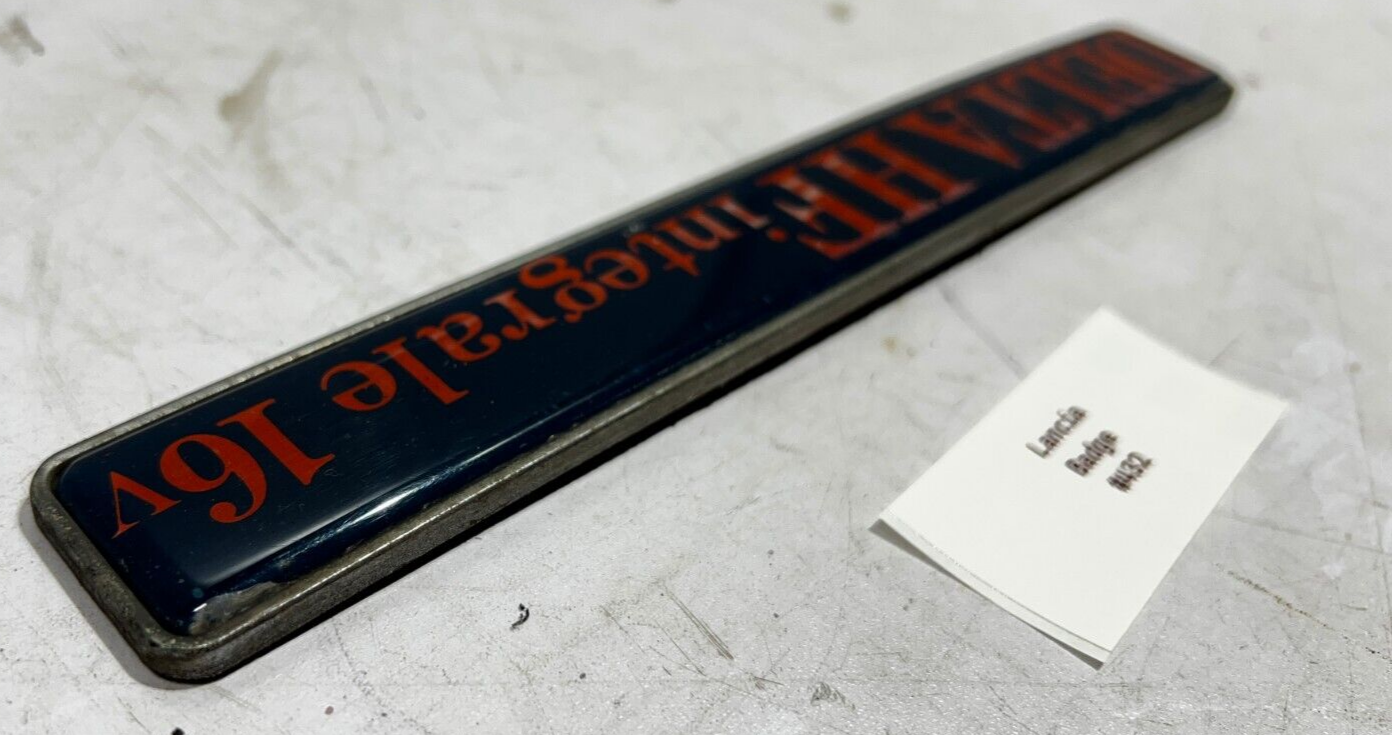 DELTA HF. integrale 16v
Lancia
Badge
#432